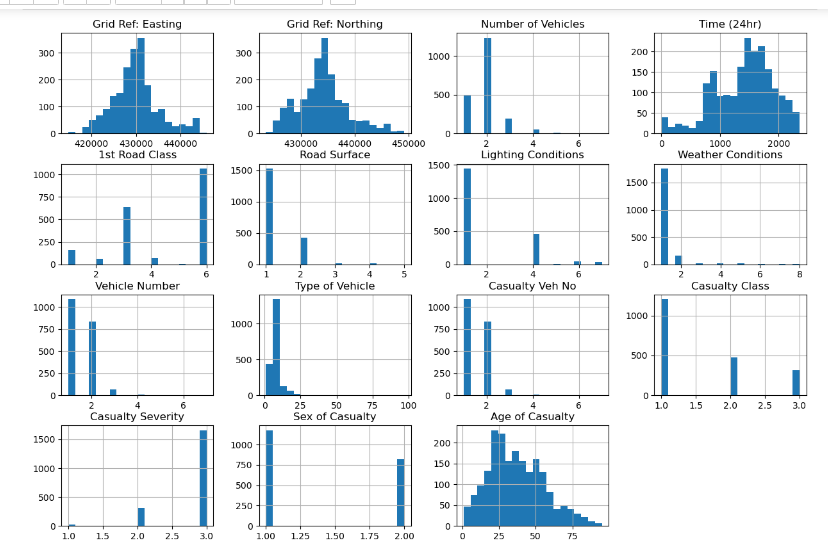 Grid Ref: Easting Grid Ref: Northing Number of Vehicles Time (24hr)
300 300 1000 200
200 200 150
500 100
100 100 50
0 0 0 0
420000 430000 440000 430000 440000 450000 2 4 6 0 1000 2000
1st Road Class Road Surface Lighting Conditions Weather Conditions
1000 1500 1500 1500
750 1000 1000 1000
500
250 500 500 500
0 0 0 0
2 4 6 1 2 3 4 5 2 4 6 2 4 6 8
Vehicle Number Type of Vehicle Casualty Veh No Casualty Class
1000 1000 1000 1000
750 750
500 500 500 500
250 250
0 0 0 0
2 4 6 0 25 50 75 100 2 4 6 1.0 1.5 2.0 2.5 3.0
Casualty Severity Sex of Casualty Age of Casualty
1500 1000 200
1000 750 150
500 100
500 250 50
0 0 0
1.0 1.5 2.0 2.5 3.0 1.00 1.25 1.50 1.75 2.00 0 25 50 75